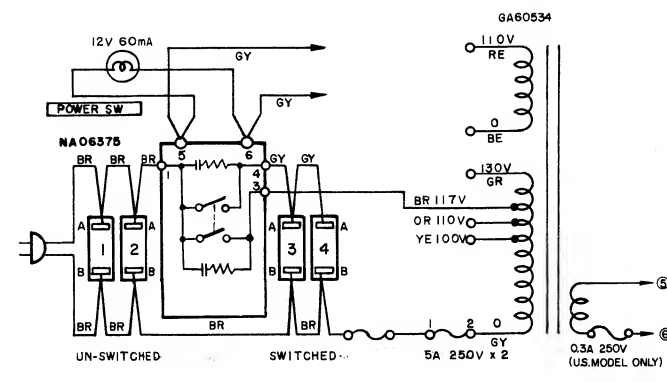 GA60534
12V 60mA
110V
RE
GY
GY
POWER SW
0
BE
NA06375
5
6
130V
GR
BR
BR
BR
1
4
GY
GY
3
BR 117V
A
A
A
A
OR 110V
1
2
3
4
YE 100V
B
B
B
B
5
BR
BR
BR
BR
BR
1
2
0
GY
6
UN-SWITCHED
SWITCHED
5A 250V x 2
0.3A 250V
(U.S.MODEL ONLY)